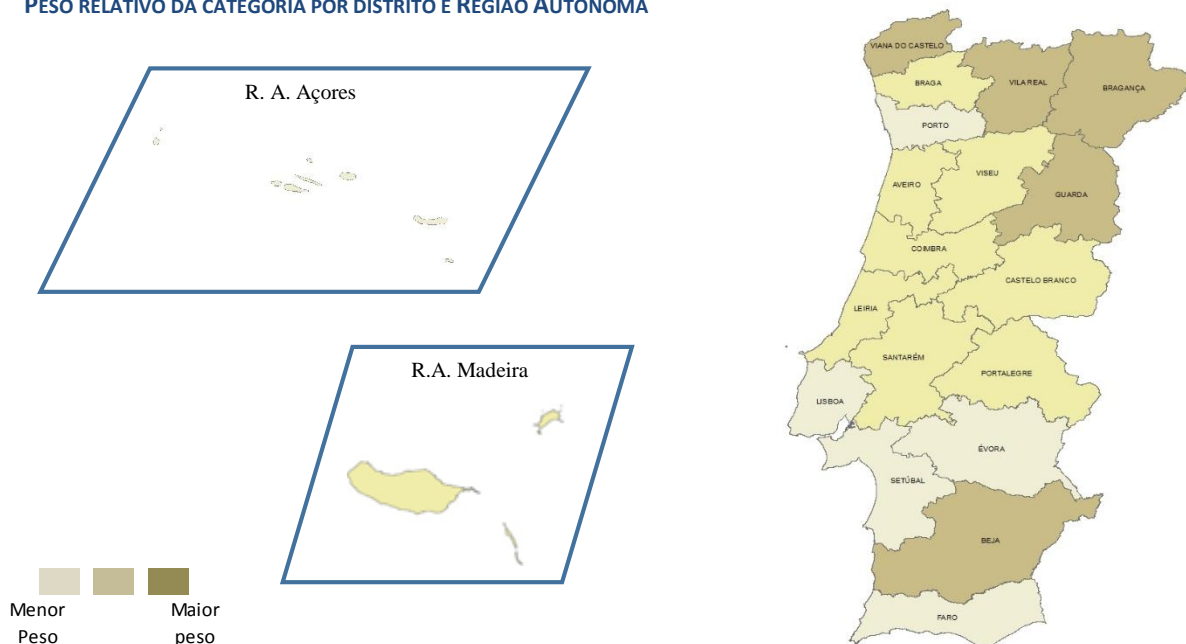 PESO RELATIVO DA CATEGORIA POR DISTRITO E REGIÃO AUTÓNOMA
R. A. Açores
R.A. Madeira
Menor
Peso
Maior
peso
VIANA DO CASTELO
BRAGA
VILA REAL
BRAGANÇA
PORTO
AVEIRO
VISEU
GUARDA
COIMBRA
CASTELO BRANCO
LEIRIA
SANTARÉM
PORTALEGRE
LISBOA
ÉVORA
SETÚBAL
BEJA
FARO